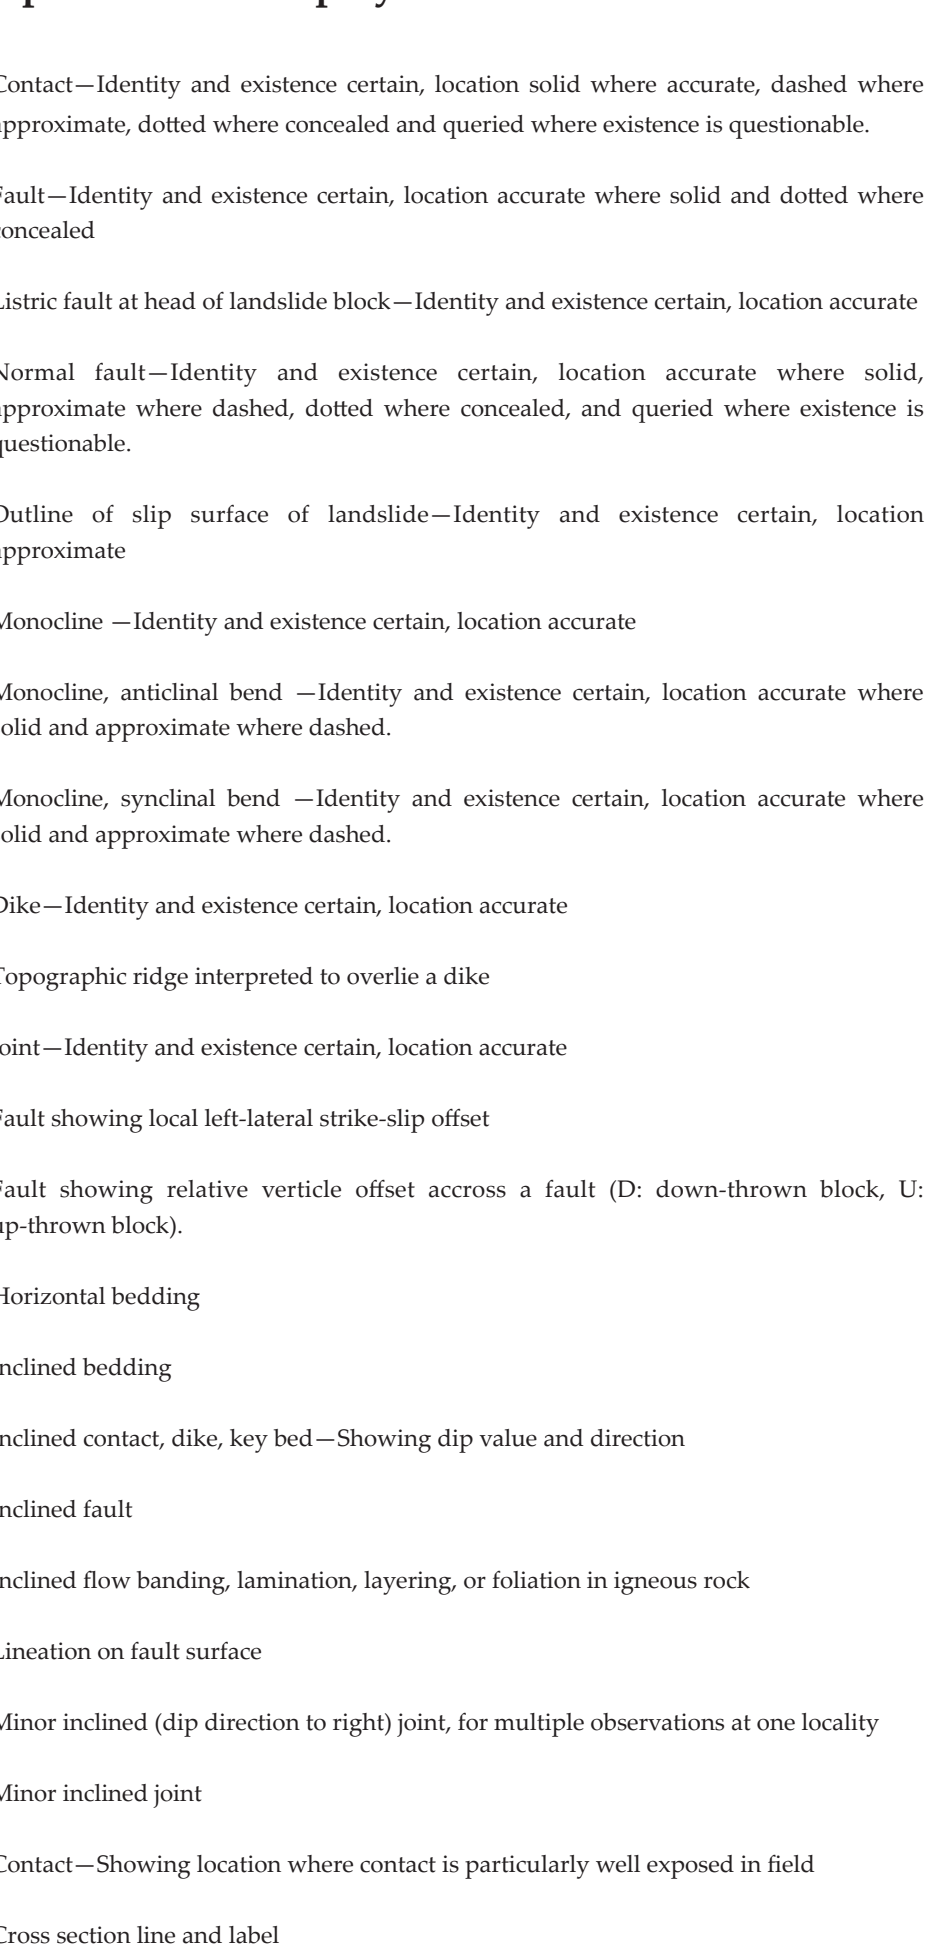 Contact—Identity and existence certain, location solid where accurate, dashed where
approximate, dotted where concealed and queried where existence is questionable.
Fault—Identity and existence certain, location accurate where solid and dotted where
concealed
Listric fault at head of landslide block—Identity and existence certain, location accurate
Normal fault—Identity and existence certain, location accurate where solid,
approximate where dashed, dotted where concealed, and queried where existence is
questionable.
Outline of slip surface of landslide—Identity and existence certain, location
approximate
Monocline —Identity and existence certain, location accurate
Monocline, anticlinal bend —Identity and existence certain, location accurate where
solid and approximate where dashed.
Monocline, synclinal bend —Identity and existence certain, location accurate where
solid and approximate where dashed.
Dike—Identity and existence certain, location accurate
Topographic ridge interpreted to overlie a dike
Joint—Identity and existence certain, location accurate
Fault showing local left-lateral strike-slip offset
Fault showing relative verticle offset accross a fault (D: down-thrown block, U:
up-thrown block).
Horizontal bedding
Inclined bedding
Inclined contact, dike, key bed—Showing dip value and direction
Inclined fault
Inclined flow banding, lamination, layering, or foliation in igneous rock
Lineation on fault surface
Minor inclined (dip direction to right) joint, for multiple observations at one locality
Minor inclined joint
Contact—Showing location where contact is particularly well exposed in field
Cross section line and label